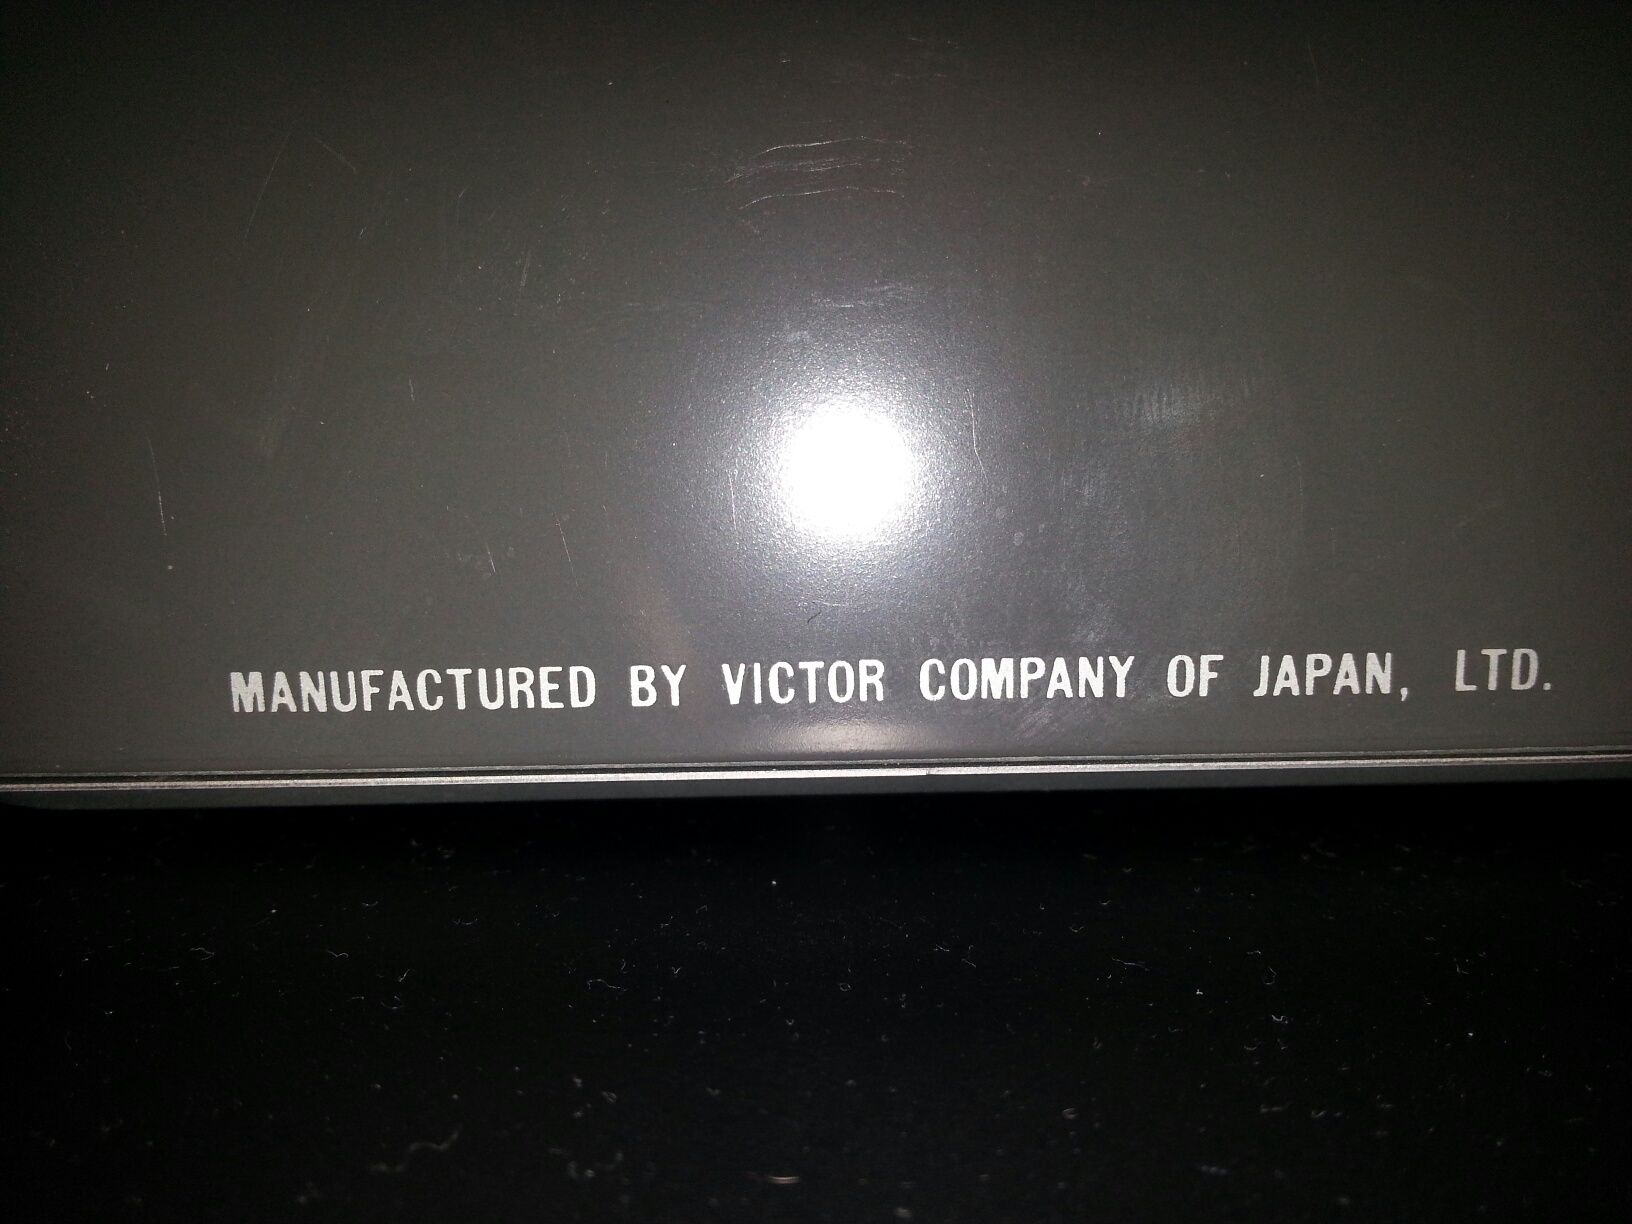 MANUFACTURED BY VICTOR COMPANY OF JAPAN, LTD.